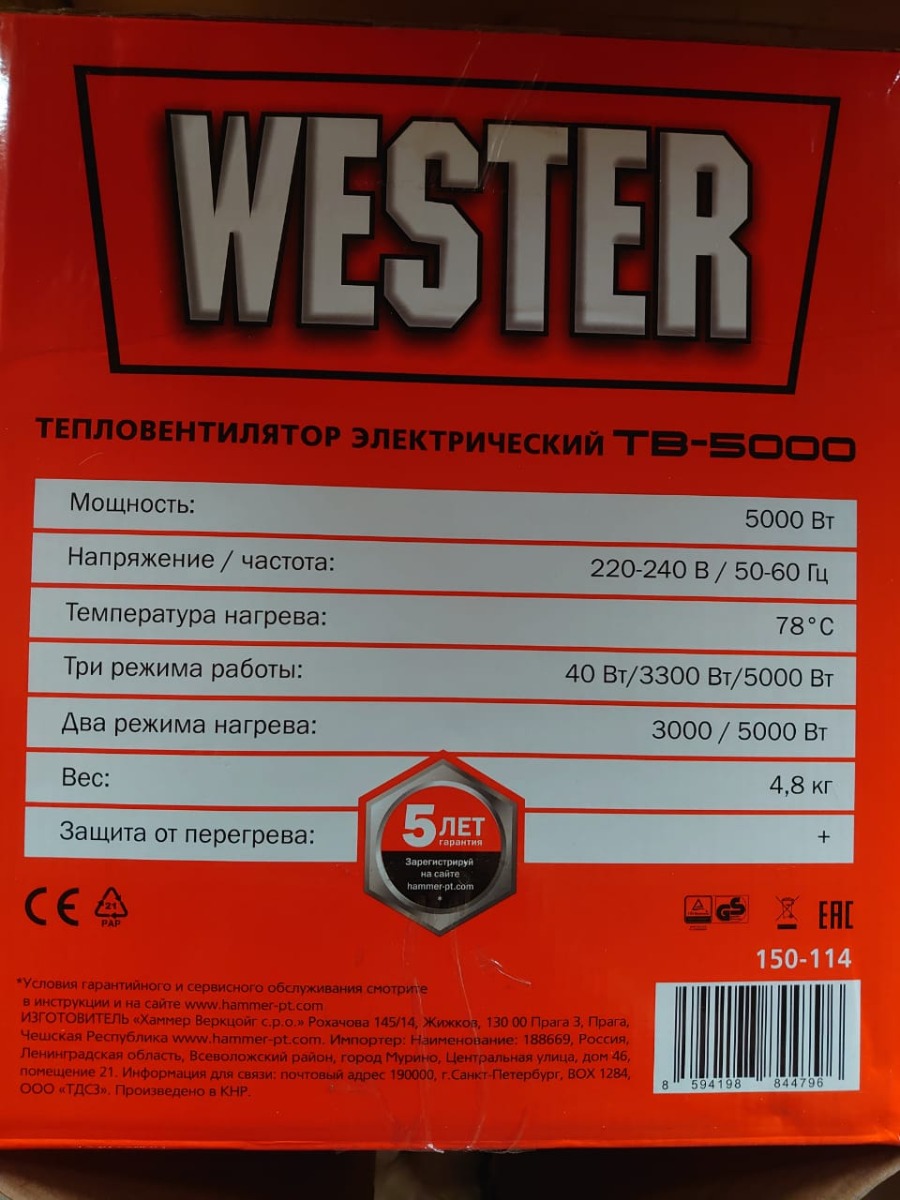 WESTER
ТЕПЛОВЕНТИЛЯТОР ЭЛЕКТРИЧЕСКИЙ ТВ-5000
Мощность: 5000 Вт
Напряжение / частота: 220-240 В / 50-60 Гц
Температура нагрева: 78°C
Три режима работы: 40 Вт/3300 Вт/5000 Вт
Два режима нагрева: 3000 / 5000 Вт
Вес: 4,8 кг
Защита от перегрева: +
5 ЛЕТ
гарантия
Зарегистрируй
на сайте
hammer-pt.com
CE
21
PAP
GS
EAC
150-114
*Условия гарантийного и сервисного обслуживания смотрите
в инструкции и на сайте www.hammer-pt.com
ИЗГОТОВИТЕЛЬ «Хаммер Веркцойг с.р.о.» Рохачова 145/14, Жижков, 130 00 Прага 3, Прага,
Чешская Республика www.hammer-pt.com. Импортер: Наименование: 188669, Россия,
Ленинградская область, Всеволожский район, город Мурино, Центральная улица, дом 46,
помещение 21. Информация для связи: почтовый адрес 190000, г.Санкт-Петербург, BOX 1284,
ООО «ТДСЗ». Произведено в КНР.
8 594198 844796